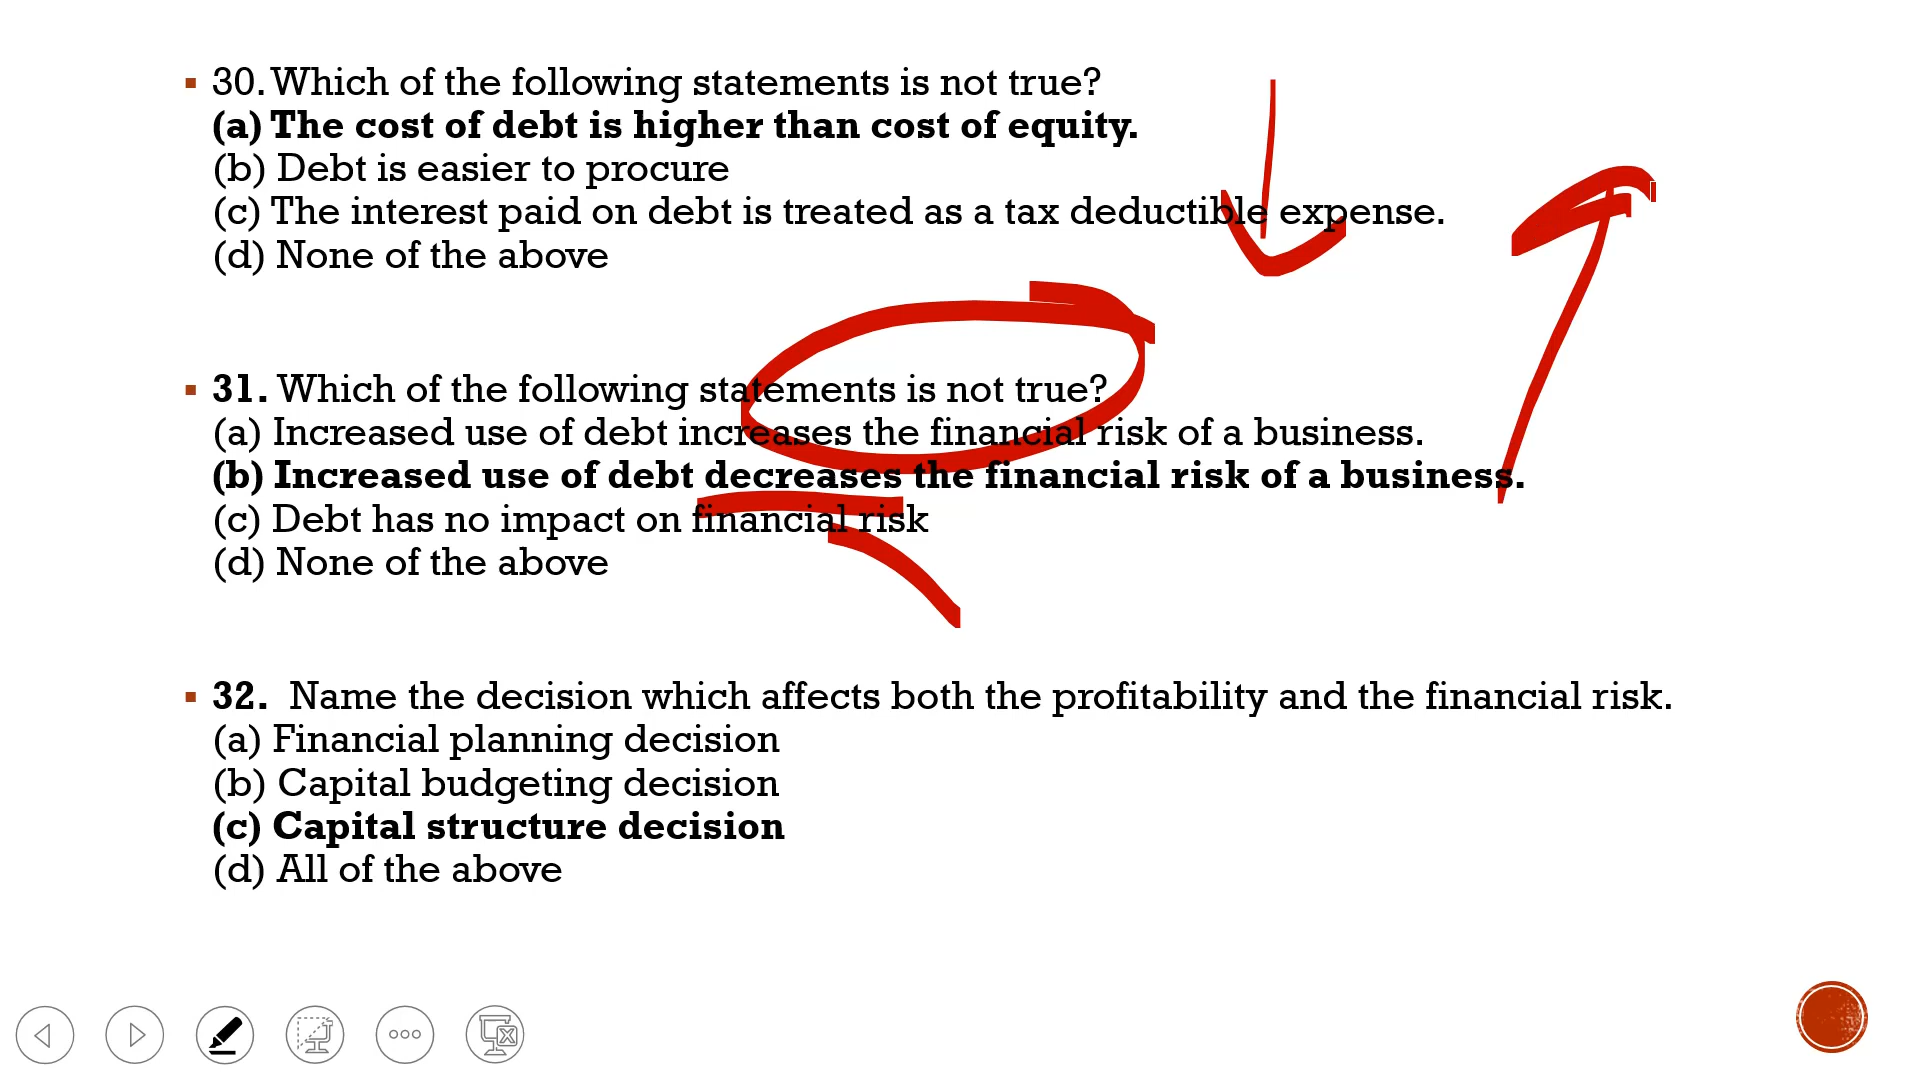 30. Which of the following statements is not true?
(a) The cost of debt is higher than cost of equity.
(b) Debt is easier to procure
(c) The interest paid on debt is treated as a tax deductible expense.
(d) None of the above
31. Which of the following statements is not true?
(a) Increased use of debt increases the financial risk of a business.
(b) Increased use of debt decreases the financial risk of a business.
(c) Debt has no impact on financial risk
(d) None of the above
32. Name the decision which affects both the profitability and the financial risk.
(a) Financial planning decision
(b) Capital budgeting decision
(c) Capital structure decision
(d) All of the above